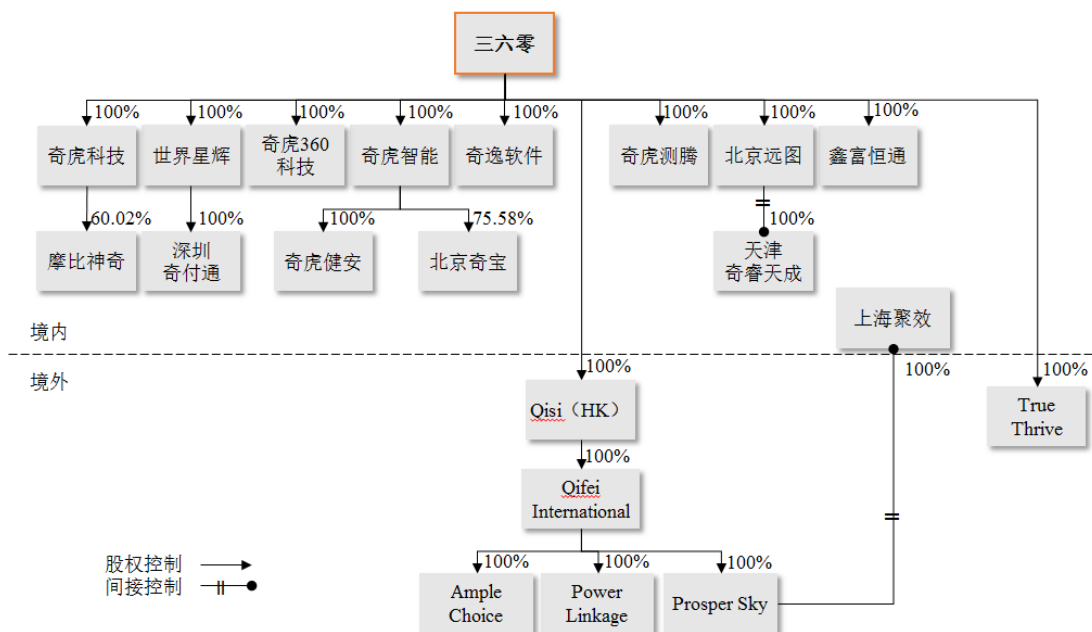 三六零
100%
100%
100%
100%
100%
100%
100%
100%
奇虎科技
世界星辉
奇虎360
科技
奇虎智能
奇逸软件
奇虎测腾
北京远图
鑫富恒通
60.02%
100%
100%
75.58%
100%
摩比神奇
深圳
奇付通
奇虎健安
北京奇宝
天津
奇睿天成
上海聚效
境内
境外
100%
100%
100%
Qisi（HK）
True
Thrive
100%
Qifei
International
股权控制
间接控制
100%
100%
100%
Ample
Choice
Power
Linkage
Prosper Sky